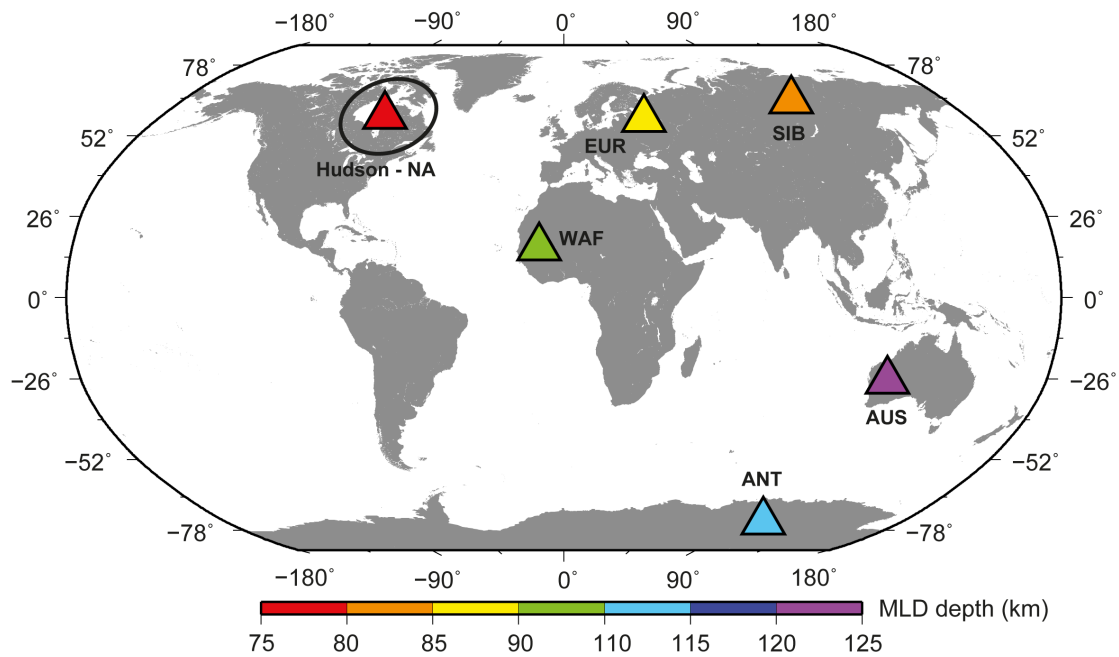 −180° −90° 0° 90° 180°
78° 78°
52° 52°
SIB
EUR
Hudson - NA
26° 26°
WAF
0° 0°
−26° −26°
AUS
−52° −52°
ANT
−78° −78°
−180° −90° 0° 90° 180°
MLD depth (km)
75 80 85 90 110 115 120 125